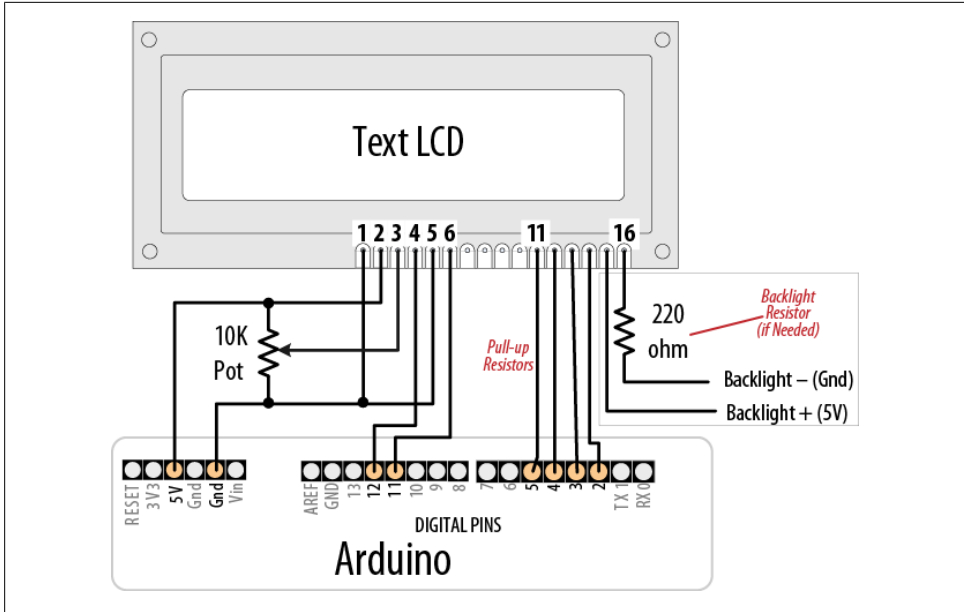 Text LCD
1 2 3 4 5 6 11 16
10K
Pot
Pull-up
Resistors
220
ohm
Backlight
Resistor
(if Needed)
Backlight – (Gnd)
Backlight + (5V)
RESET
3V3
5V
Gnd
Gnd
Vin
AREF
GND
13
12
11
10
9
8
7
6
5
4
3
2
TX 1
RX 0
DIGITAL PINS
Arduino